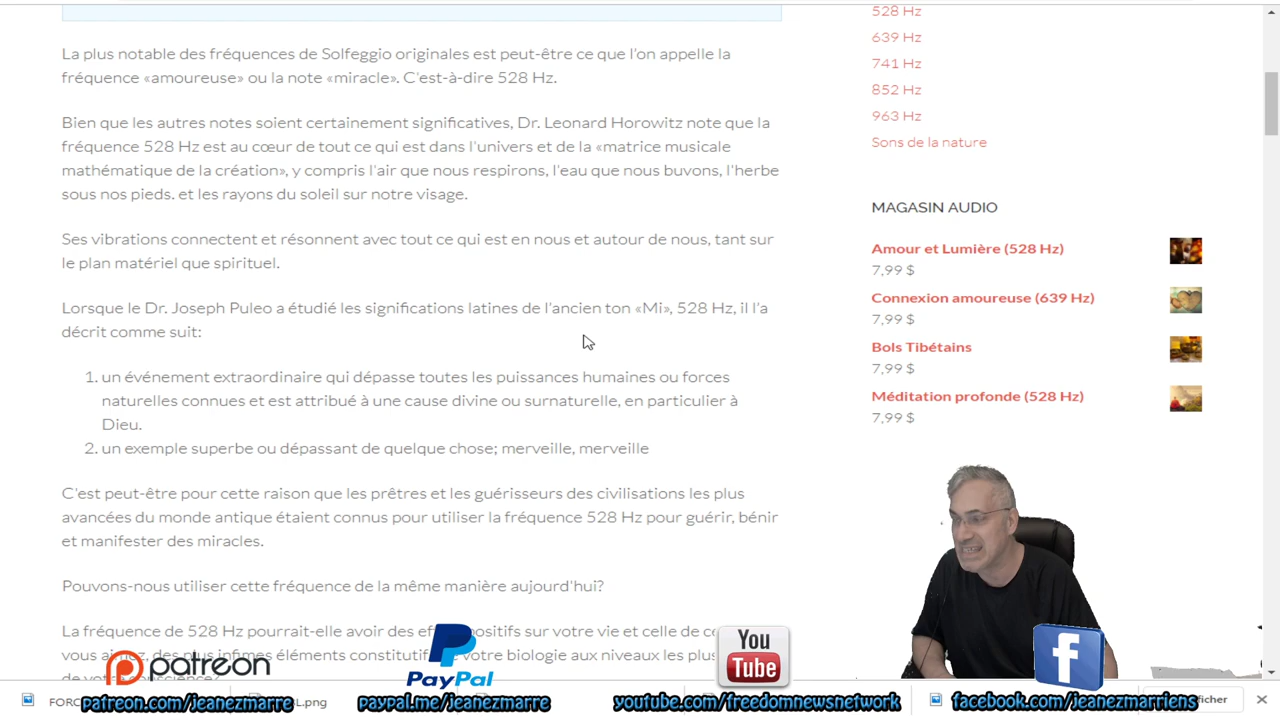 La plus notable des fréquences de Solfeggio originales est peut-être ce que l'on appelle la
fréquence «amoureuse» ou la note «miracle». C'est-à-dire 528 Hz.
Bien que les autres notes soient certainement significatives, Dr. Leonard Horowitz note que la
fréquence 528 Hz est au cœur de tout ce qui est dans l'univers et de la «matrice musicale
mathématique de la création», y compris l'air que nous respirons, l'eau que nous buvons, l'herbe
sous nos pieds. et les rayons du soleil sur notre visage.
Ses vibrations connectent et résonnent avec tout ce qui est en nous et autour de nous, tant sur
le plan matériel que spirituel.
Lorsque le Dr. Joseph Puleo a étudié les significations latines de l'ancien ton «Mi», 528 Hz, il l'a
décrit comme suit:
1. un événement extraordinaire qui dépasse toutes les puissances humaines ou forces
naturelles connues et est attribué à une cause divine ou surnaturelle, en particulier à
Dieu.
2. un exemple superbe ou dépassant de quelque chose; merveille, merveille
C'est peut-être pour cette raison que les prêtres et les guérisseurs des civilisations les plus
avancées du monde antique étaient connus pour utiliser la fréquence 528 Hz pour guérir, bénir
et manifester des miracles.
Pouvons-nous utiliser cette fréquence de la même manière aujourd'hui?
La fréquence de 528 Hz pourrait-elle avoir des positifs sur votre vie et celle de
vous des plus infimes éléments votre biologie aux niveaux les plus
de
528 Hz
639 Hz
741 Hz
852 Hz
963 Hz
Sons de la nature
MAGASIN AUDIO
Amour et Lumière (528 Hz)
7,99 $
Connexion amoureuse (639 Hz)
7,99 $
Bols Tibétains
7,99 $
Méditation profonde (528 Hz)
7,99 $
patreon
PayPal
You
Tube
f
patreon.com/jeanezmarre
paypal.me/jeanezmarre
youtube.com/freedomnewsnetwork
facebook.com/jeanezmarriens